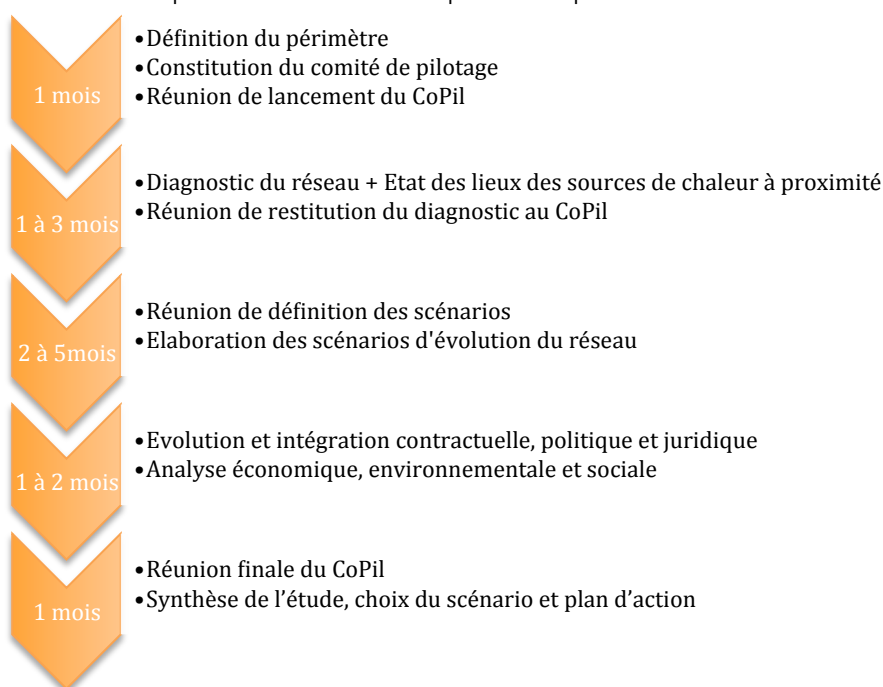 1 mois
•Définition du périmètre
•Constitution du comité de pilotage
•Réunion de lancement du CoPil
1 à 3 mois
•Diagnostic du réseau + Etat des lieux des sources de chaleur à proximité
•Réunion de restitution du diagnostic au CoPil
2 à 5mois
•Réunion de définition des scénarios
•Elaboration des scénarios d'évolution du réseau
1 à 2 mois
•Evolution et intégration contractuelle, politique et juridique
•Analyse économique, environnementale et sociale
1 mois
•Réunion finale du CoPil
•Synthèse de l’étude, choix du scénario et plan d’action